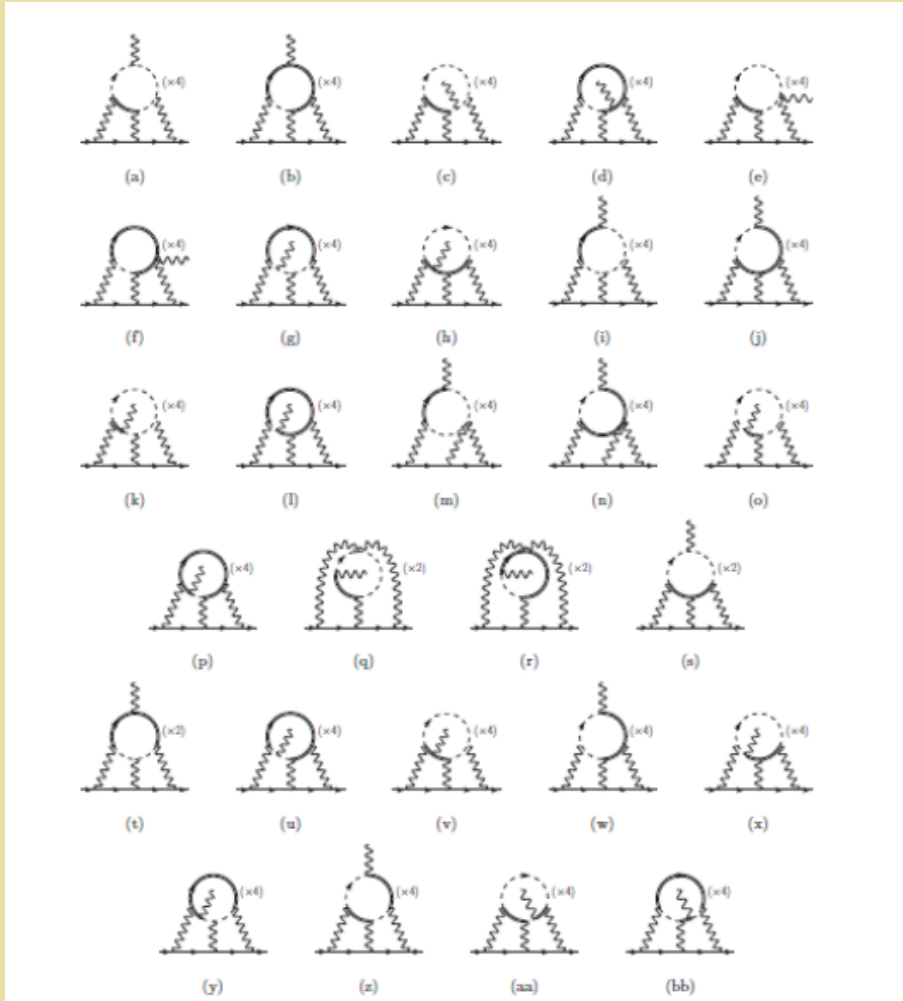 (×4) (×4) (×4) (×4) (×4)
(a) (b) (c) (d) (e)
(×4) (×4) (×4) (×4) (×4)
(f) (g) (h) (i) (j)
(×4) (×4) (×4) (×4) (×4)
(k) (l) (m) (n) (o)
(×4) (×2) (×2) (×2)
(p) (q) (r) (s)
(×2) (×4) (×4) (×4) (×4)
(t) (u) (v) (w) (x)
(×4) (×4) (×4) (×4)
(y) (z) (aa) (bb)